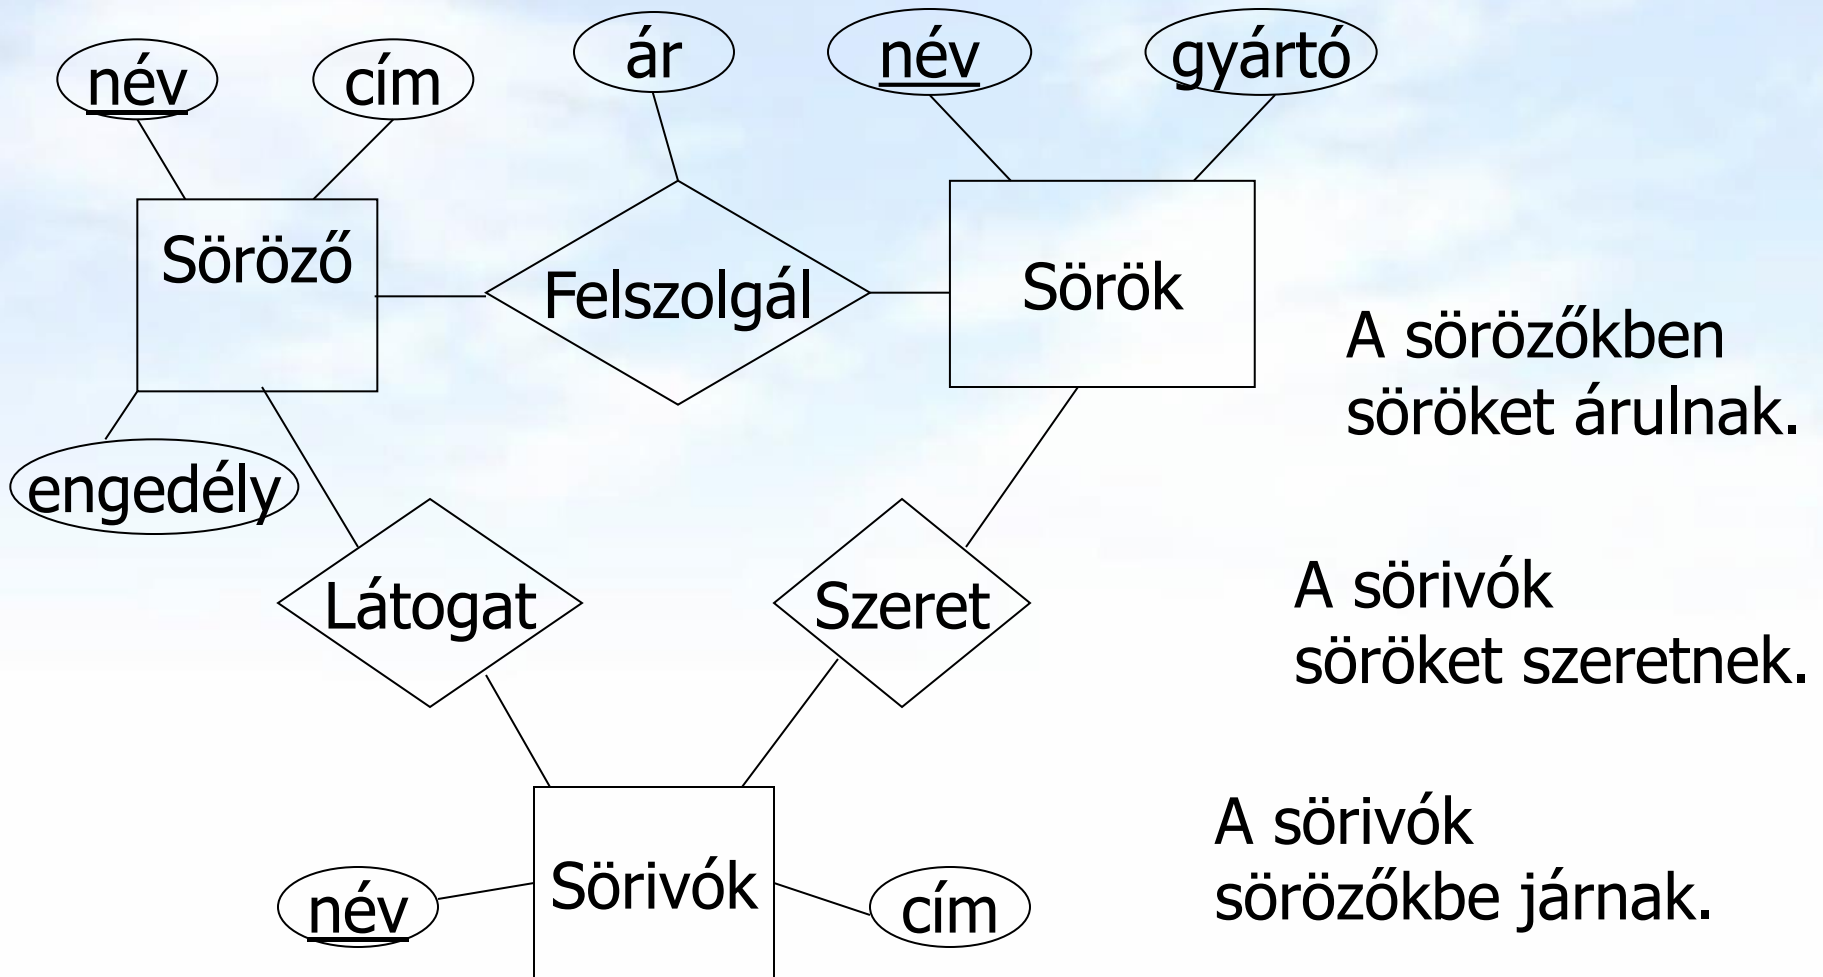 név
cím
ár
név
gyártó
Söröző
Felszolgál
Sörök
A sörözőkben
söröket árulnak.
engedély
Látogat
Szeret
A sörivók
söröket szeretnek.
Sörivók
név
cím
A sörivók
sörözőkbe járnak.